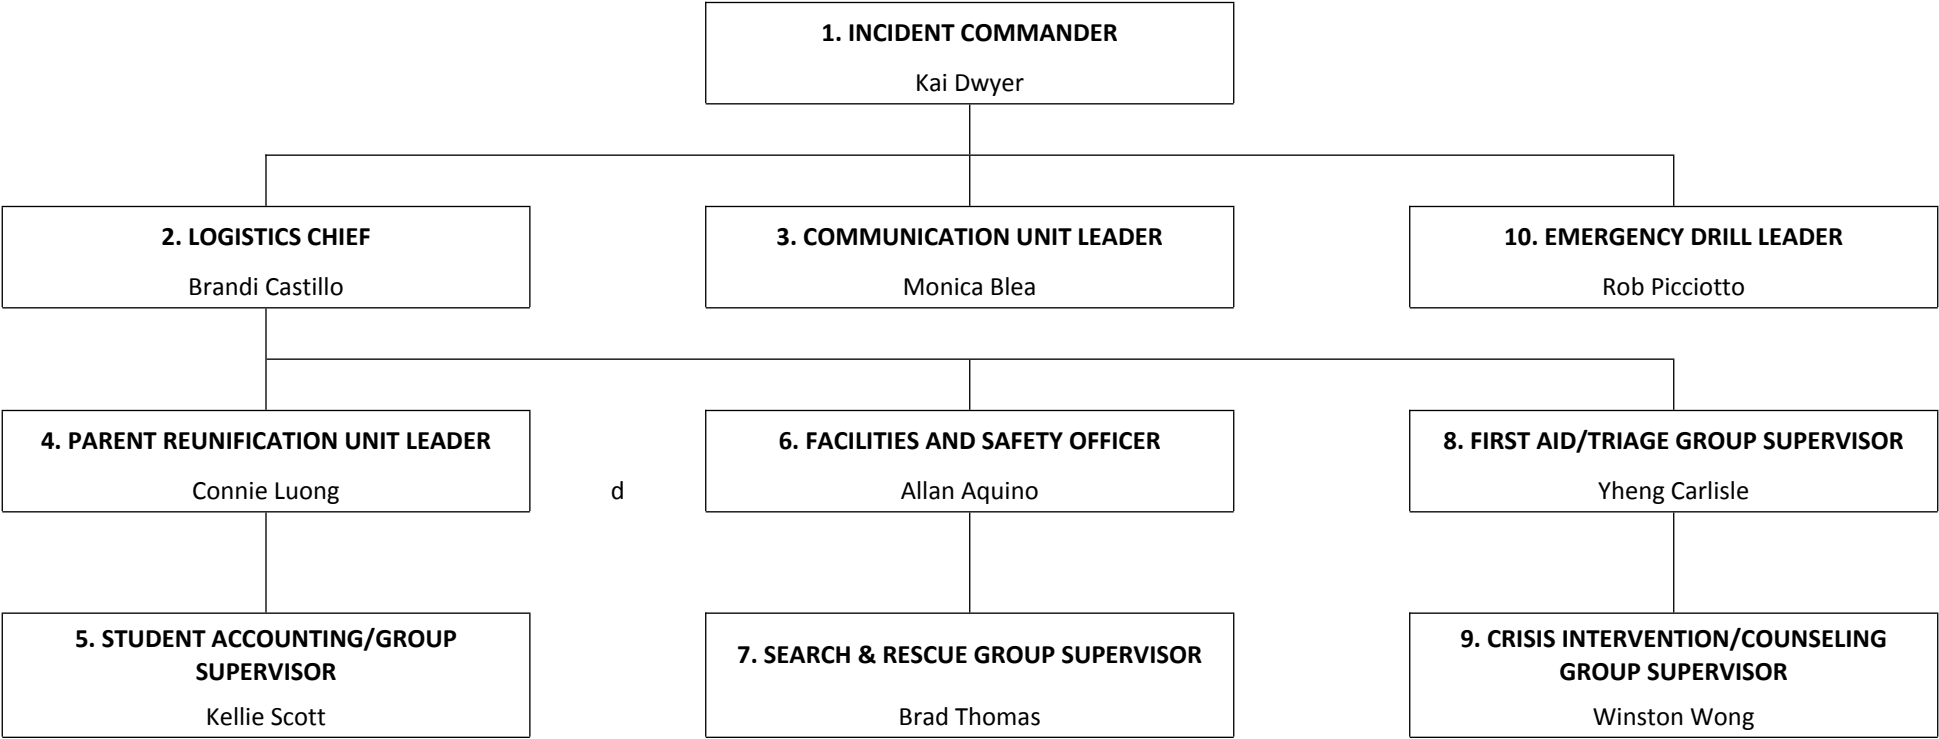 1. INCIDENT COMMANDER
Kai Dwyer
2. LOGISTICS CHIEF
Brandi Castillo
3. COMMUNICATION UNIT LEADER
Monica Blea
10. EMERGENCY DRILL LEADER
Rob Picciotto
4. PARENT REUNIFICATION UNIT LEADER
Connie Luong
d
6. FACILITIES AND SAFETY OFFICER
Allan Aquino
8. FIRST AID/TRIAGE GROUP SUPERVISOR
Yheng Carlisle
5. STUDENT ACCOUNTING/GROUP
SUPERVISOR
Kellie Scott
7. SEARCH & RESCUE GROUP SUPERVISOR
Brad Thomas
9. CRISIS INTERVENTION/COUNSELING
GROUP SUPERVISOR
Winston Wong